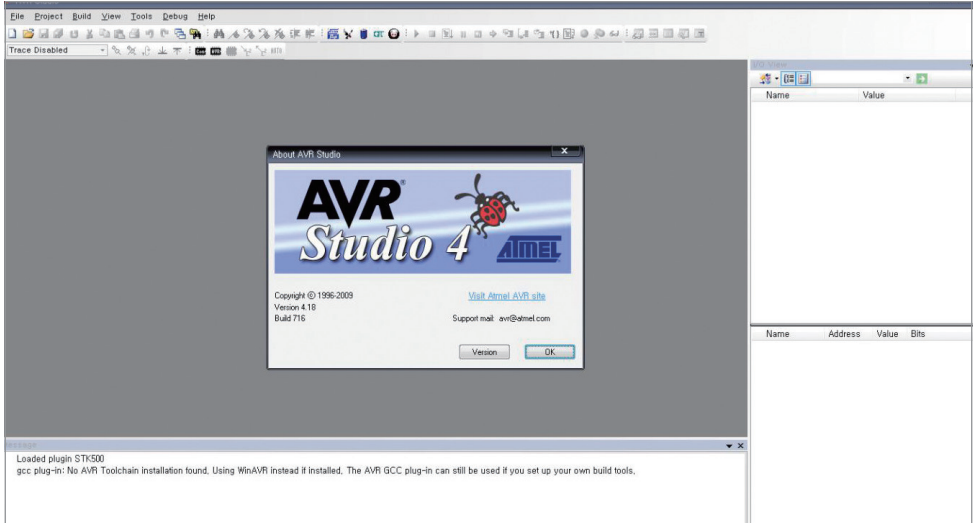 File Project Build View Tools Debug Help
Trace Disabled
I/O View
Name Value
About AVR Studio
AVR®
Studio 4
ATMEL
Copyright © 1996-2009
Version 4.18
Build 716
Visit Atmel AVR site
Support mail: avr@atmel.com
Version OK
Name Address Value Bits
Message
Loaded plugin STK500
gcc plug-in: No AVR Toolchain installation found. Using WinAVR instead if installed. The AVR GCC plug-in can still be used if you set up your own build tools.